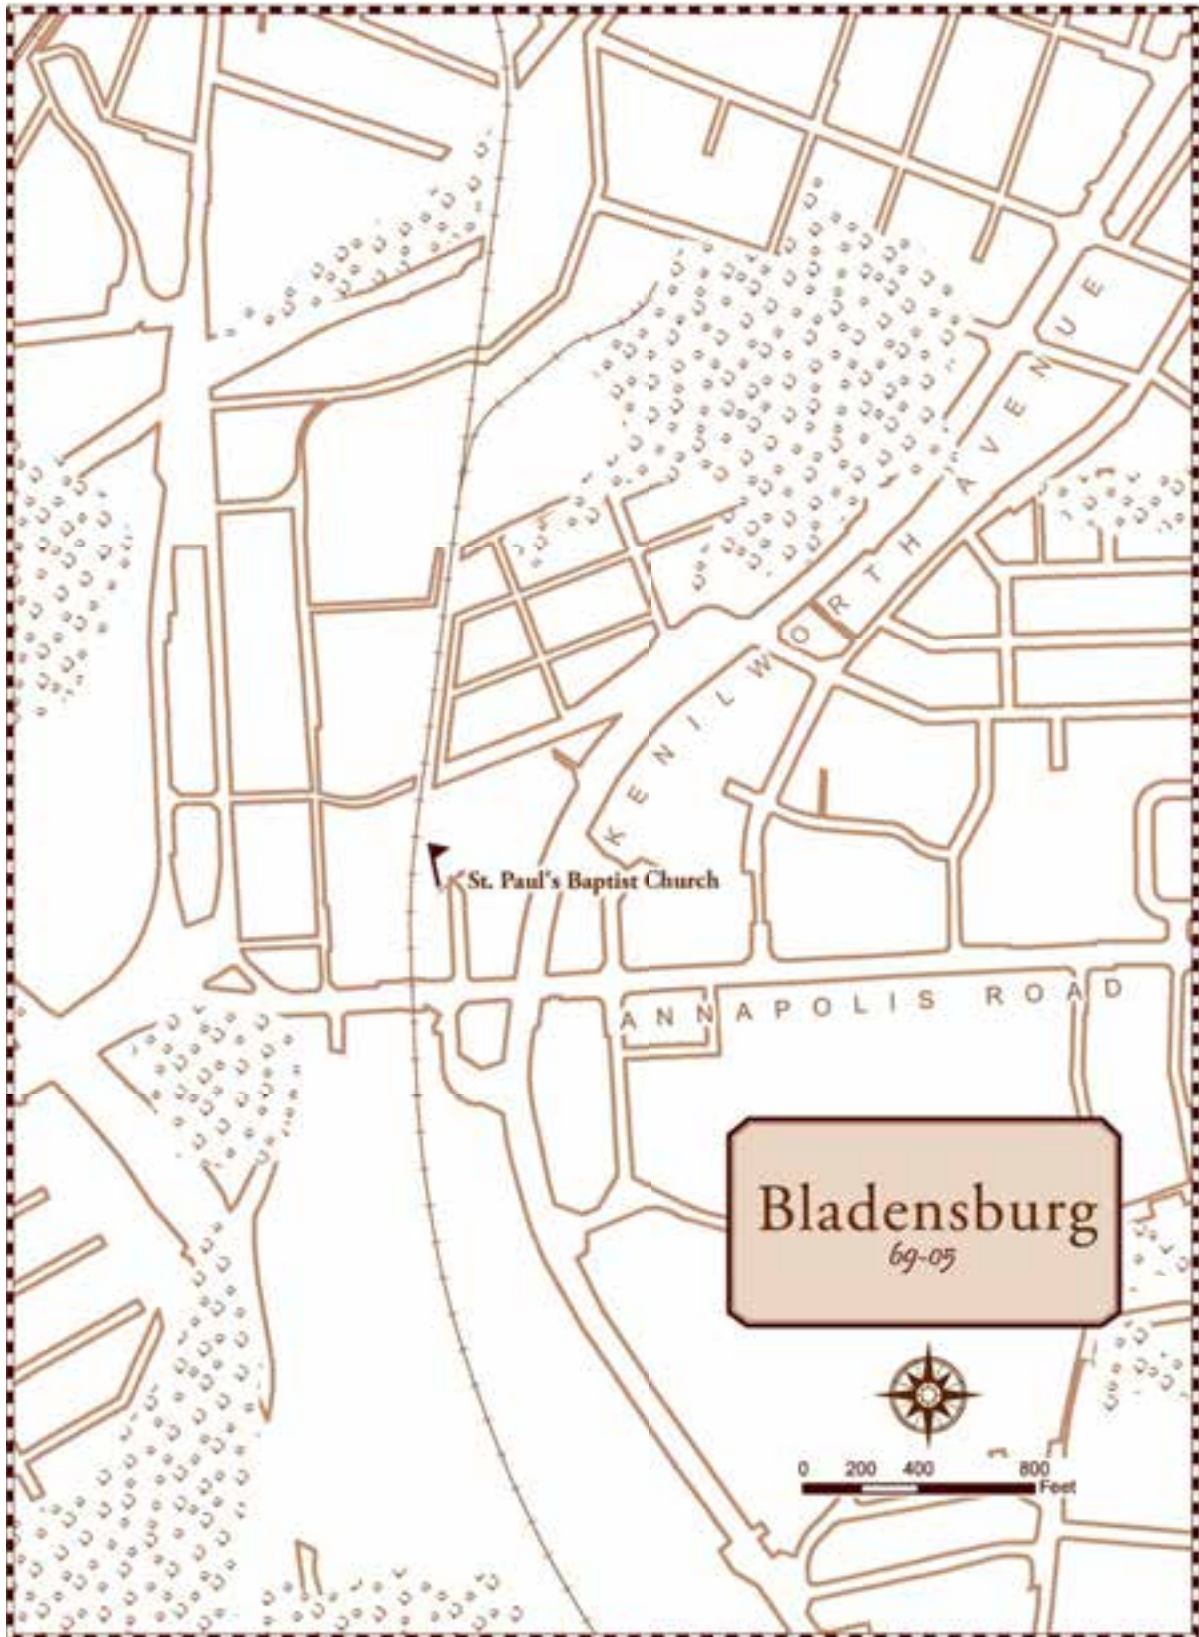 KENILWORTH AVENUE
St. Paul's Baptist Church
ANNAPOLIS ROAD
Bladensburg
69-05
0 200 400 800
Feet